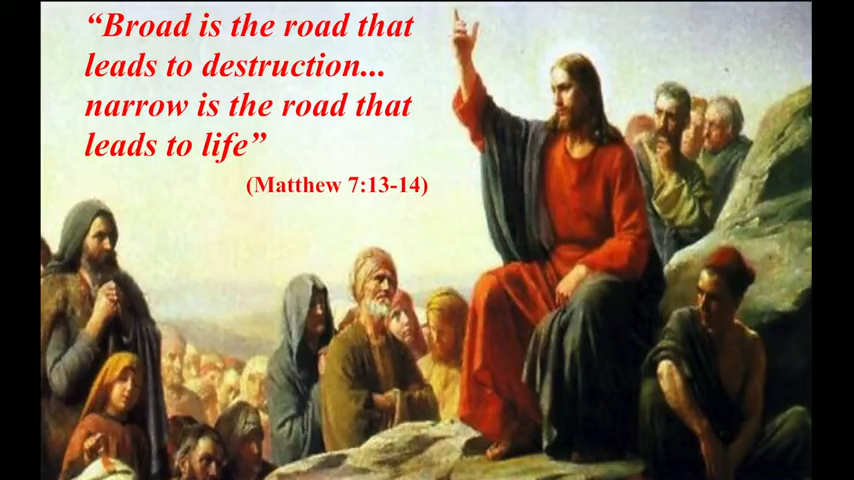 “Broad is the road that
leads to destruction...
narrow is the road that
leads to life”
(Matthew 7:13-14)